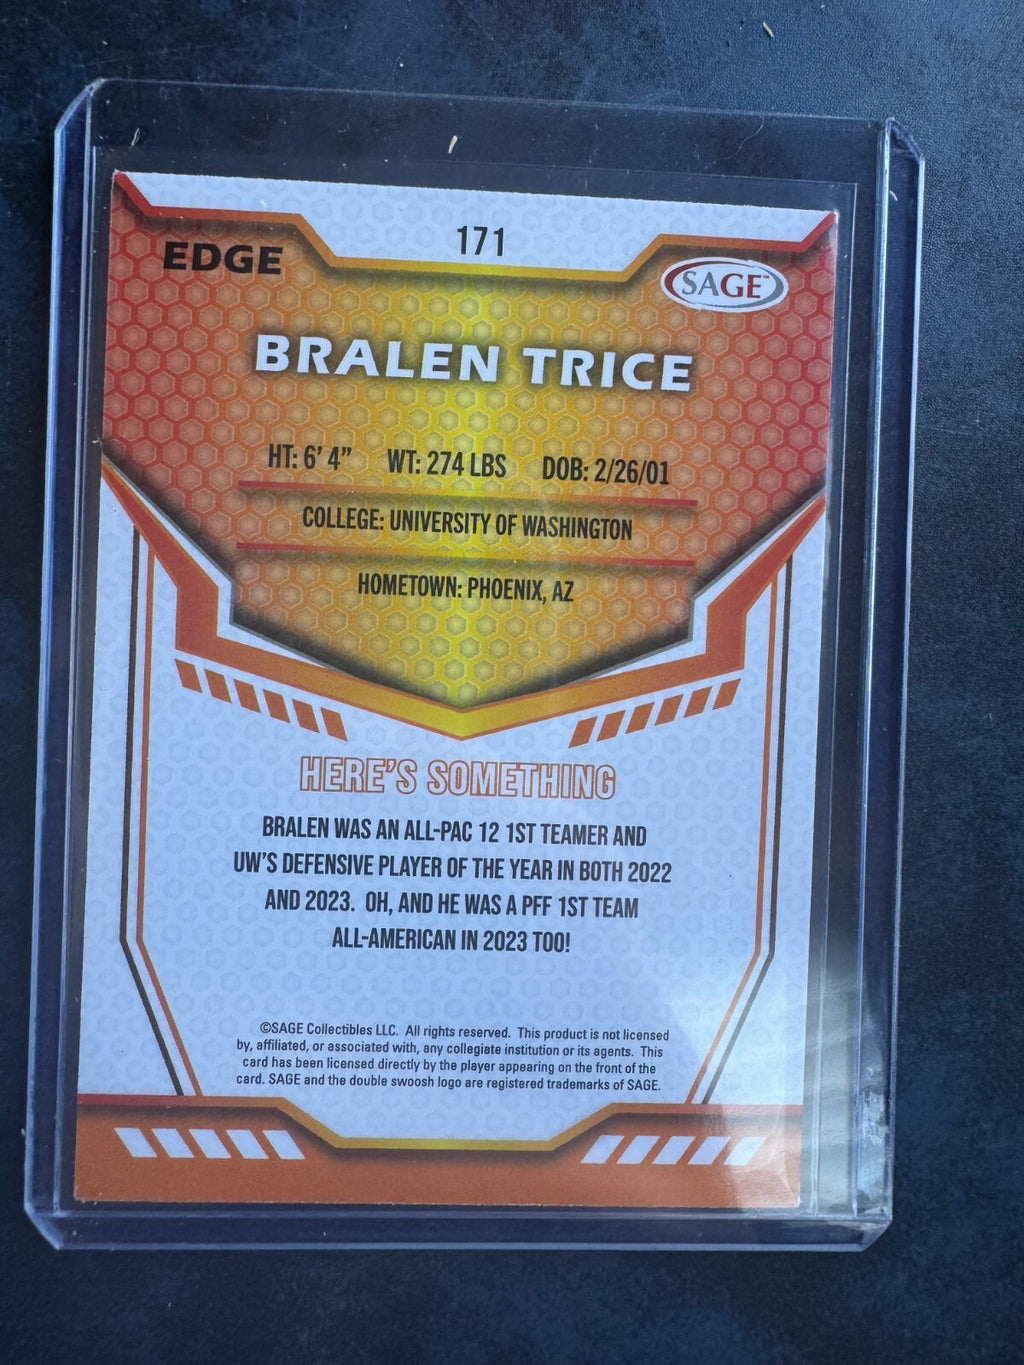 171
EDGE
SAGE™
BRALEN TRICE
HT: 6' 4" WT: 274 LBS DOB: 2/26/01
COLLEGE: UNIVERSITY OF WASHINGTON
HOMETOWN: PHOENIX, AZ
HERE'S SOMETHING
BRALEN WAS AN ALL-PAC 12 1ST TEAMER AND
UW'S DEFENSIVE PLAYER OF THE YEAR IN BOTH 2022
AND 2023. OH, AND HE WAS A PFF 1ST TEAM
ALL-AMERICAN IN 2023 TOO!
©SAGE Collectibles LLC. All rights reserved. This product is not licensed
by, affiliated, or associated with, any collegiate institution or its agents. This
card has been licensed directly by the player appearing on the front of the
card. SAGE and the double swoosh logo are registered trademarks of SAGE.